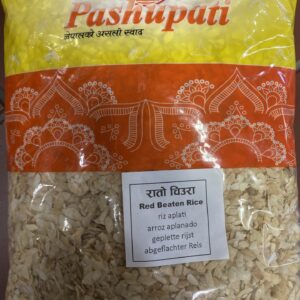 Pashupati
नेपालको असली स्वाद
रातो चिउरा
Red Beaten Rice
riz aplati
arroz aplanado
geplette rijst
abgeflachter Reis